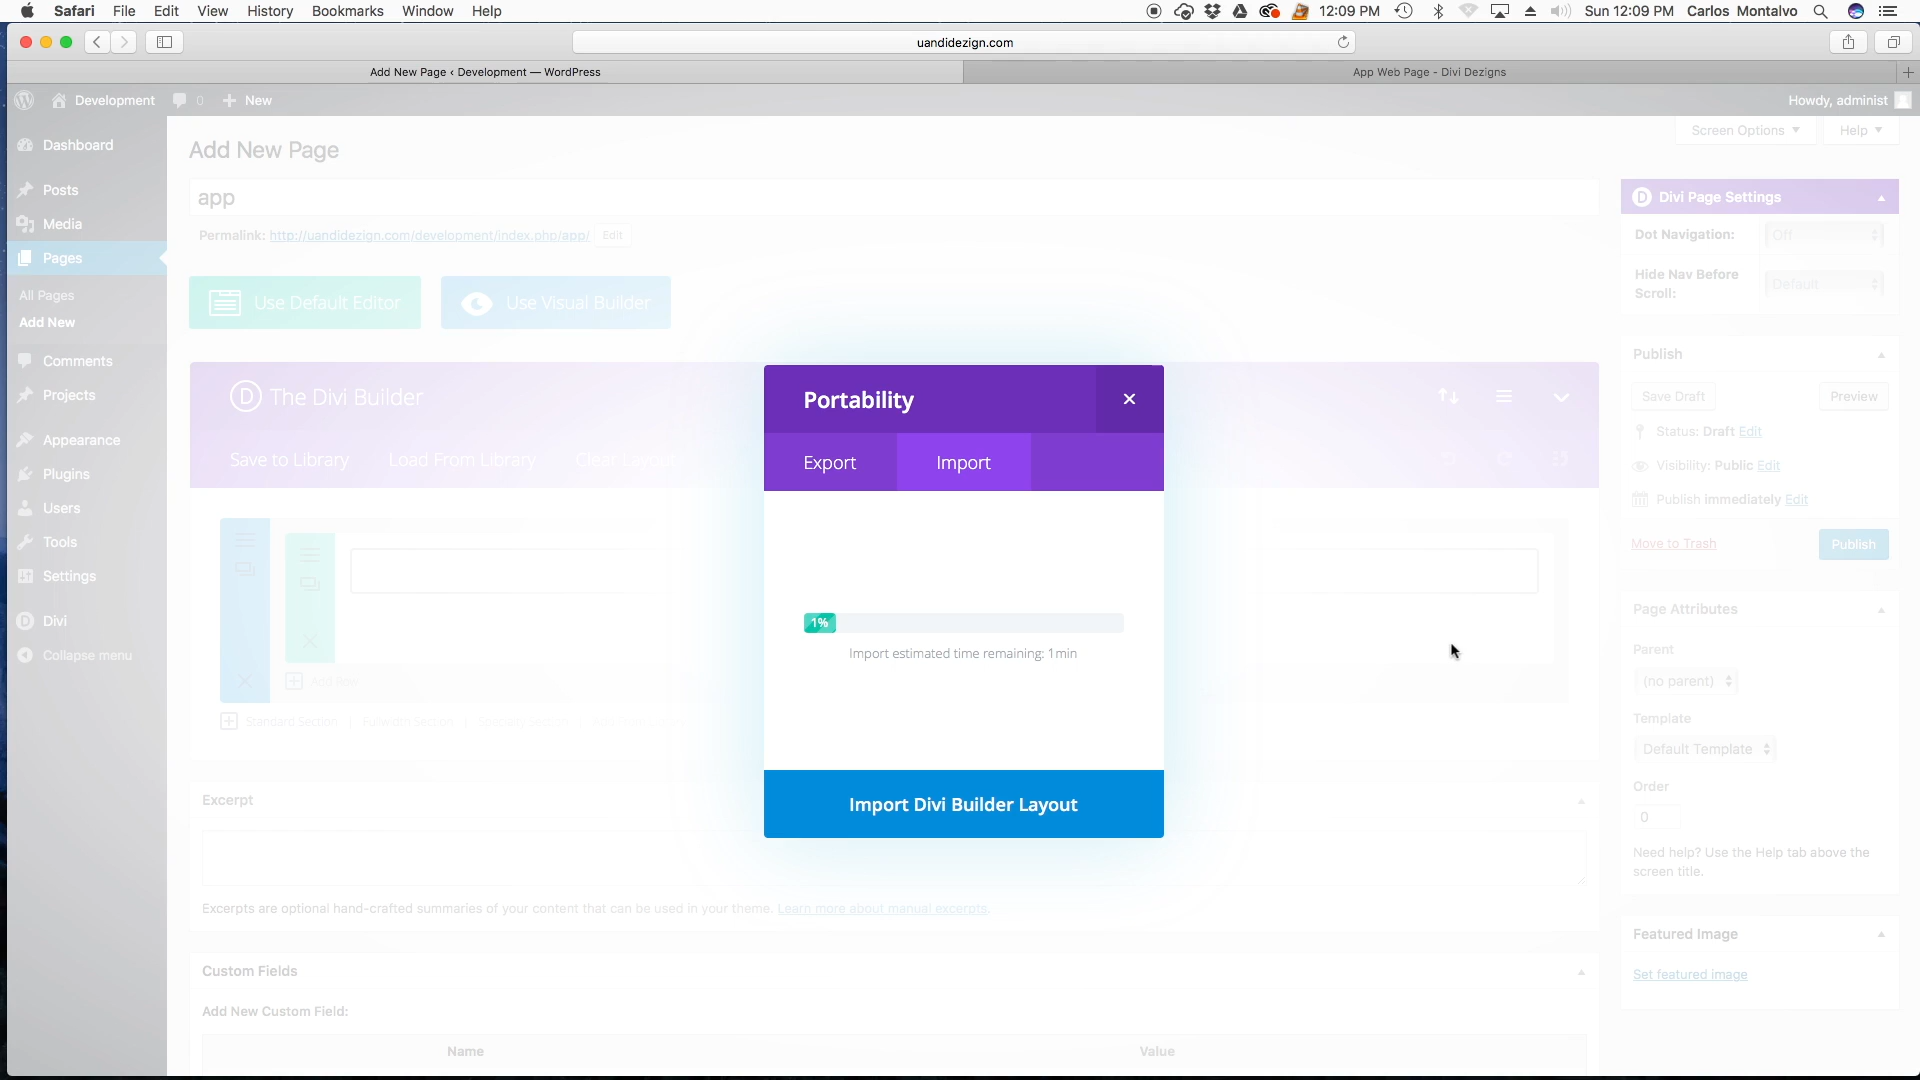 Safari File Edit View History Bookmarks Window Help 12:09 PM Sun 12:09 PM Carlos Montalvo
uandidezign.com
Add New Page ‹ Development — WordPress App Web Page - Divi Dezigns
Development 0 New Howdy, administ
Screen Options Help
Dashboard
Posts
Media
Pages
All Pages
Add New
Comments
Projects
Appearance
Plugins
Users
Tools
Settings
Divi
Collapse menu
Add New Page
app
Permalink: http://uandidezign.com/development/index.php/app/ Edit
Use Default Editor Use Visual Builder
D The Divi Builder
Save to Library Load From Library Clear Layout
Add Row
Standard Section | Fullwidth Section | Specialty Section |
Portability
Export Import
1%
Import estimated time remaining: 1min
Import Divi Builder Layout
Excerpt
Excerpts are optional hand-crafted summaries of your content that can be used in your theme. Learn more about manual excerpts.
Custom Fields
Add New Custom Field:
Name Value
D Divi Page Settings
Dot Navigation: Off
Hide Nav Before
Scroll:
Default
Publish
Save Draft Preview
Status: Draft Edit
Visibility: Public Edit
Publish immediately Edit
Move to Trash Publish
Page Attributes
Parent
(no parent)
Template
Default Template
Order
0
Need help? Use the Help tab above the
screen title.
Featured Image
Set featured image